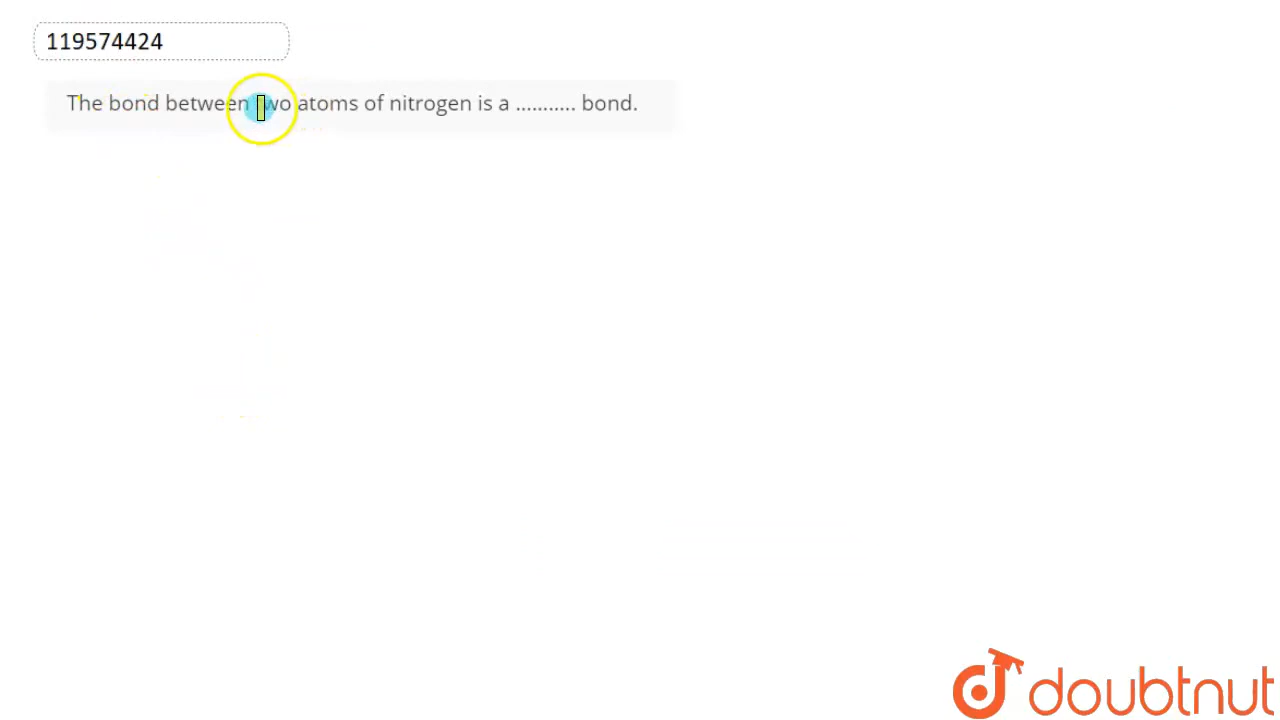 119574424
The bond between two atoms of nitrogen is a ........... bond.
doubtnut